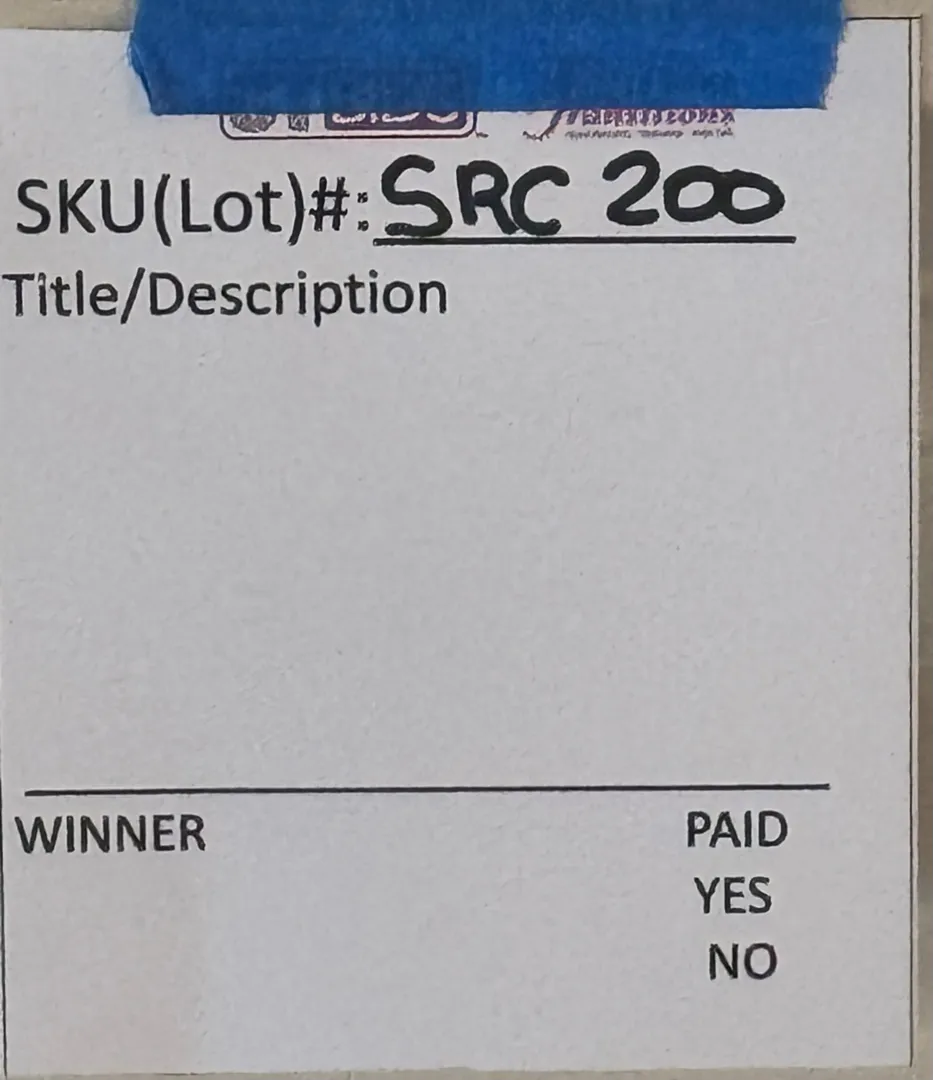 SKU(Lot)#: SRC 200
Title/Description
WINNER PAID
YES
NO